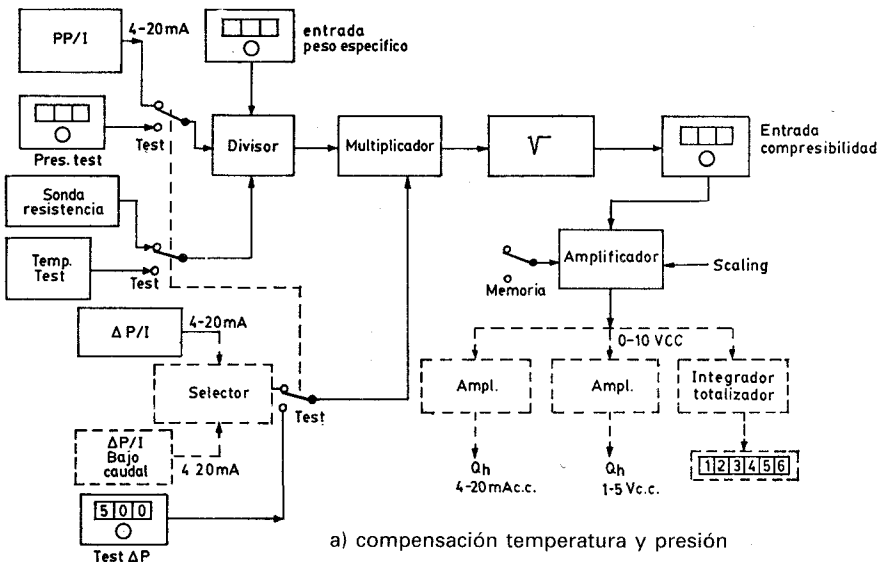 PP/I
4-20mA
entrada
peso especifico
Pres. test
Test
Divisor
Multiplicador
√
Entrada
compresibilidad
Sonda
resistencia
Temp.
Test
Test
Amplificador
Scaling
Memoria
Δ P/I
4-20mA
0-10 VCC
Selector
Test
Ampl.
Ampl.
Integrador
totalizador
ΔP/I
Bajo
caudal
4 20mA
Qh
4-20mAc.c.
Qh
1-5 Vc.c.
123456
500
Test ΔP
a) compensación temperatura y presión